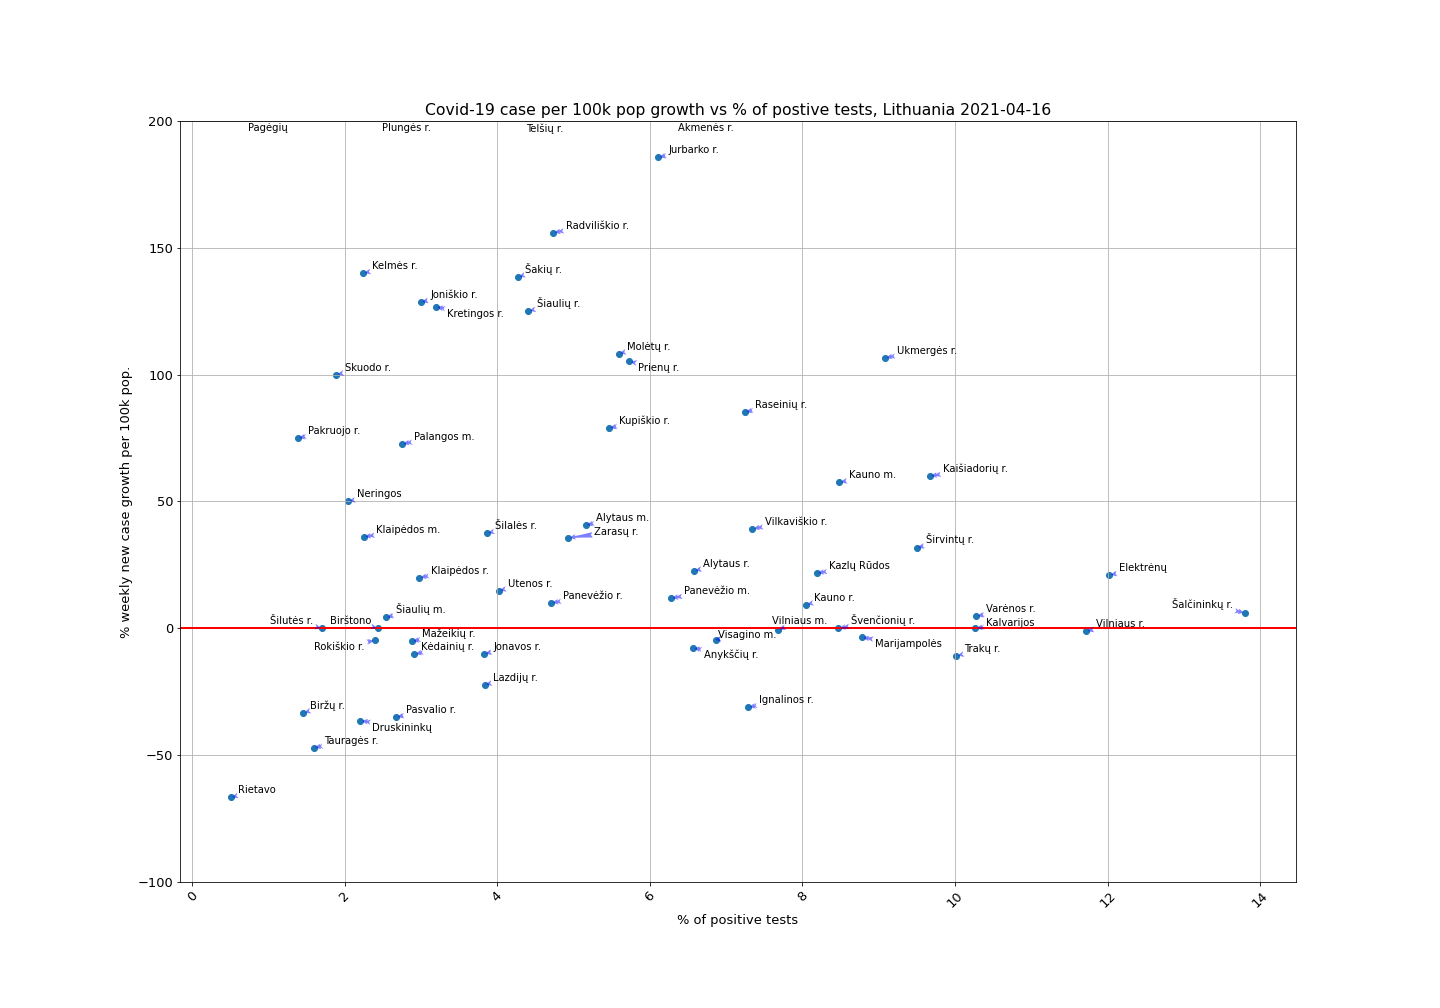 Covid-19 case per 100k pop growth vs % of postive tests, Lithuania 2021-04-16
200
Pagėgių
Plungės r.
Telšių r.
Akmenės r.
Jurbarko r.
Radviliškio r.
150
Kelmės r.
Šakių r.
Joniškio r.
Kretingos r.
Šiaulių r.
Molėtų r.
Prienų r.
Ukmergės r.
Skuodo r.
100
Raseinių r.
Kupiškio r.
Pakruojo r.
Palangos m.
Kauno m.
Kaišiadorių r.
50
Neringos
Klaipėdos m.
Šilalės r.
Alytaus m.
Zarasų r.
Vilkaviškio r.
Širvintų r.
Klaipėdos r.
Alytaus r.
Kazlų Rūdos
Elektrėnų
Utenos r.
Panevėžio r.
Panevėžio m.
Kauno r.
Šalčininkų r.
Šiaulių m.
Varėnos r.
Šilutės r.
Birštono
Vilniaus m.
Švenčionių r.
Kalvarijos
Vilniaus r.
0
Mažeikių r.
Visagino m.
Rokiškio r.
Kėdainių r.
Jonavos r.
Anykščių r.
Marijampolės
Trakų r.
Lazdijų r.
Ignalinos r.
Biržų r.
Pasvalio r.
Druskininkų
Tauragės r.
−50
Rietavo
−100
% weekly new case growth per 100k pop.
0
2
4
6
8
10
12
14
% of positive tests